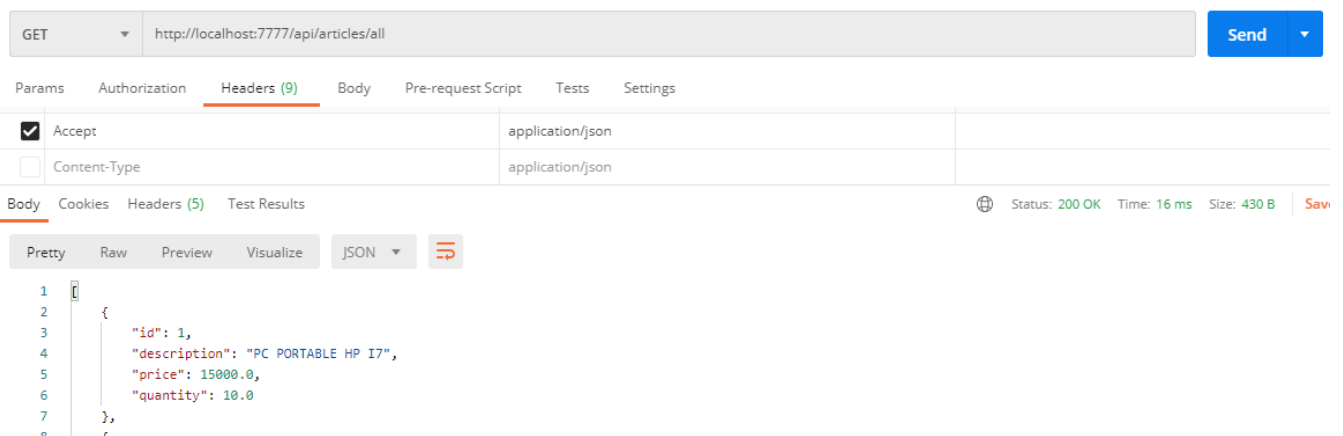 GET http://localhost:7777/api/articles/all Send
Params Authorization Headers (9) Body Pre-request Script Tests Settings
Accept application/json
Content-Type application/json
Body Cookies Headers (5) Test Results Status: 200 OK Time: 16 ms Size: 430 B Save
Pretty Raw Preview Visualize JSON
1 [
2 {
3 "id": 1,
4 "description": "PC PORTABLE HP I7",
5 "price": 15000.0,
6 "quantity": 10.0
7 },
8 {